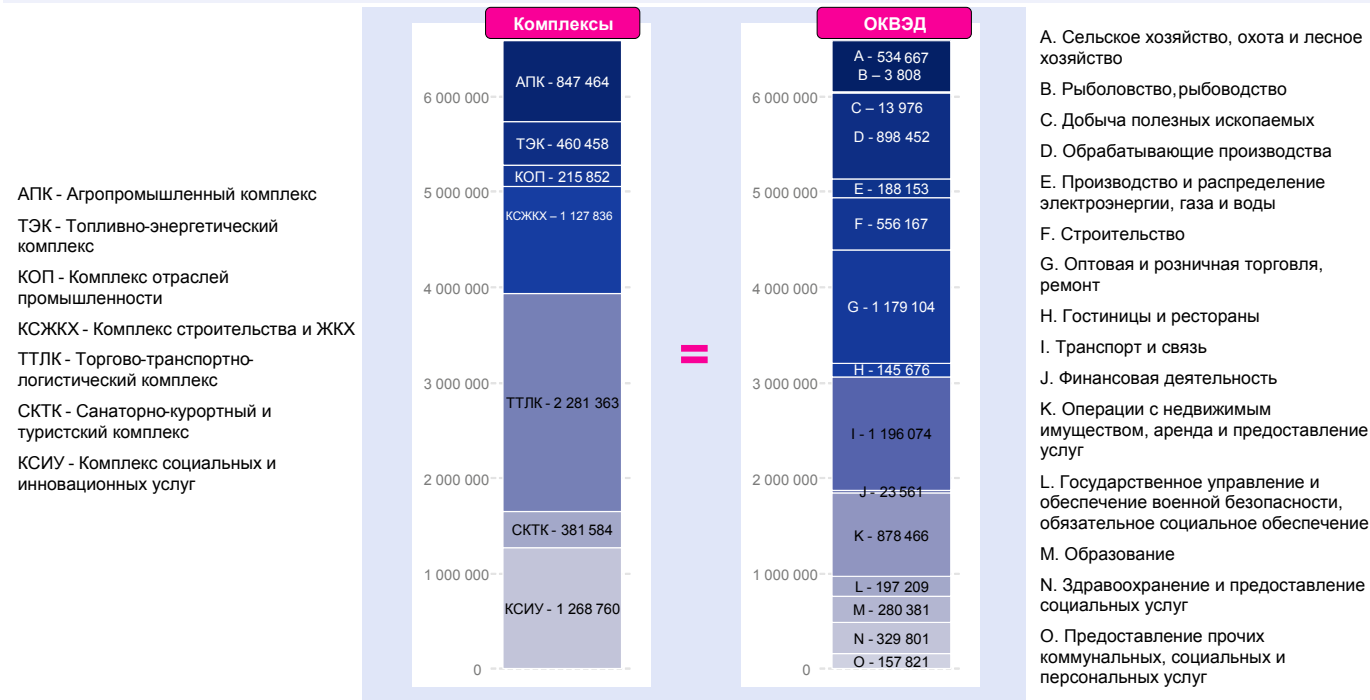 АПК - Агропромышленный комплекс
ТЭК - Топливно-энергетический
комплекс
КОП - Комплекс отраслей
промышленности
КСЖКХ - Комплекс строительства и ЖКХ
ТТЛК - Торгово-транспортно-
логистический комплекс
СКТК - Санаторно-курортный и
туристский комплекс
КСИУ - Комплекс социальных и
инновационных услуг
Комплексы
6 000 000
5 000 000
4 000 000
3 000 000
2 000 000
1 000 000
0
АПК - 847 464
ТЭК - 460 458
КОП - 215 852
КСЖКХ – 1 127 836
ТТЛК - 2 281 363
СКТК - 381 584
КСИУ - 1 268 760
=
ОКВЭД
6 000 000
5 000 000
4 000 000
3 000 000
2 000 000
1 000 000
0
A - 534 667
B – 3 808
C – 13 976
D - 898 452
E - 188 153
F - 556 167
G - 1 179 104
H - 145 676
I - 1 196 074
J - 23 561
K - 878 466
L - 197 209
M - 280 381
N - 329 801
O - 157 821
A. Сельское хозяйство, охота и лесное
хозяйство
B. Рыболовство, рыбоводство
C. Добыча полезных ископаемых
D. Обрабатывающие производства
E. Производство и распределение
электроэнергии, газа и воды
F. Строительство
G. Оптовая и розничная торговля,
ремонт
H. Гостиницы и рестораны
I. Транспорт и связь
J. Финансовая деятельность
K. Операции с недвижимым
имуществом, аренда и предоставление
услуг
L. Государственное управление и
обеспечение военной безопасности,
обязательное социальное обеспечение
M. Образование
N. Здравоохранение и предоставление
социальных услуг
O. Предоставление прочих
коммунальных, социальных и
персональных услуг